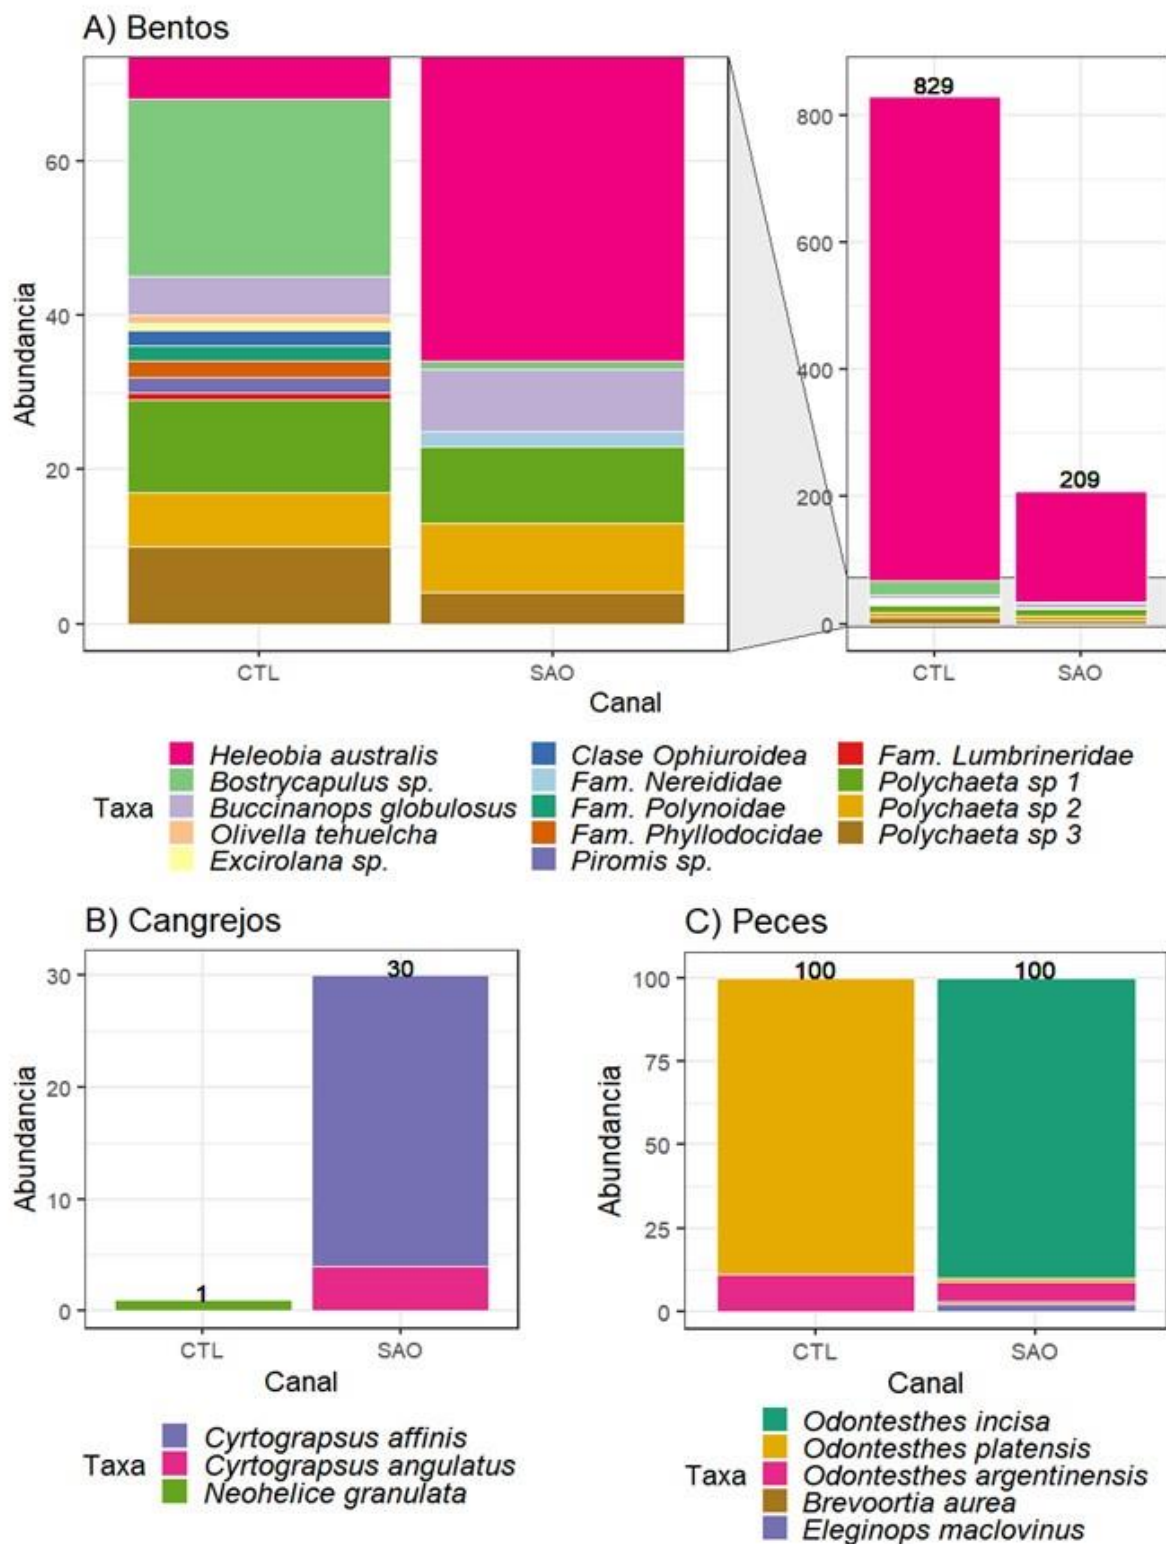 A) Bentos
Abundancia
60
40
20
0
CTL
SAO
829
209
800
600
400
200
0
CTL
SAO
Canal
Taxa
Heleobia australis
Bostrycapulus sp.
Buccinanops globulosus
Olivella tehuelcha
Excirolana sp.
Clase Ophiuroidea
Fam. Nereididae
Fam. Polynoidae
Fam. Phyllodocidae
Piromis sp.
Fam. Lumbrineridae
Polychaeta sp 1
Polychaeta sp 2
Polychaeta sp 3
B) Cangrejos
Abundancia
30
20
10
0
1
30
CTL
SAO
Canal
Taxa
Cyrtograpsus affinis
Cyrtograpsus angulatus
Neohelice granulata
C) Peces
Abundancia
100
75
50
25
0
100
100
CTL
SAO
Canal
Taxa
Odontesthes incisa
Odontesthes platensis
Odontesthes argentinensis
Brevoortia aurea
Eleginops maclovinus